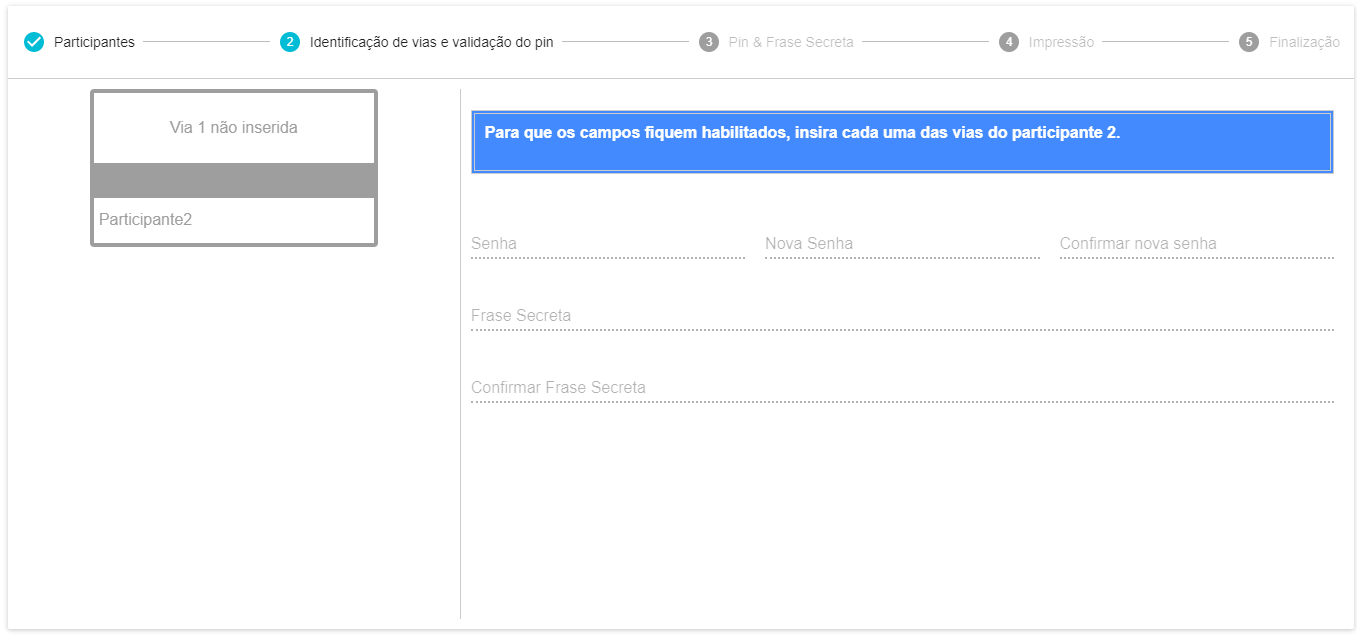 Participantes
2 Identificação de vias e validação do pin
3 Pin & Frase Secreta
4 Impressão
5 Finalização
Via 1 não inserida
Participante2
Para que os campos fiquem habilitados, insira cada uma das vias do participante 2.
Senha
Nova Senha
Confirmar nova senha
Frase Secreta
Confirmar Frase Secreta